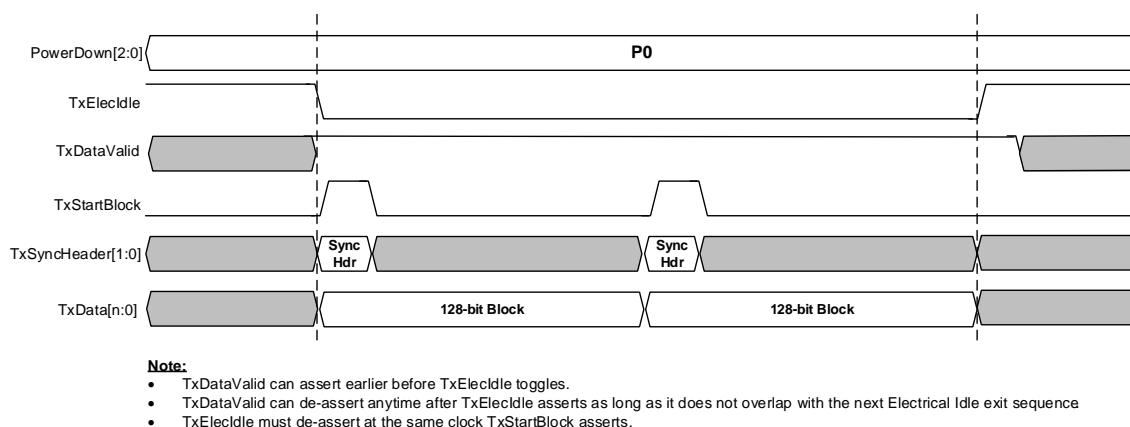 PowerDown[2:0]
P0
TxElecIdle
TxDataValid
TxStartBlock
TxSyncHeader[1:0]
Sync
Hdr
Sync
Hdr
TxData[n:0]
128-bit Block
128-bit Block
Note:
• TxDataValid can assert earlier before TxElecIdle toggles.
• TxDataValid can de-assert anytime after TxElecIdle asserts as long as it does not overlap with the next Electrical Idle exit sequence
• TxElecIdle must de-assert at the same clock TxStartBlock asserts.